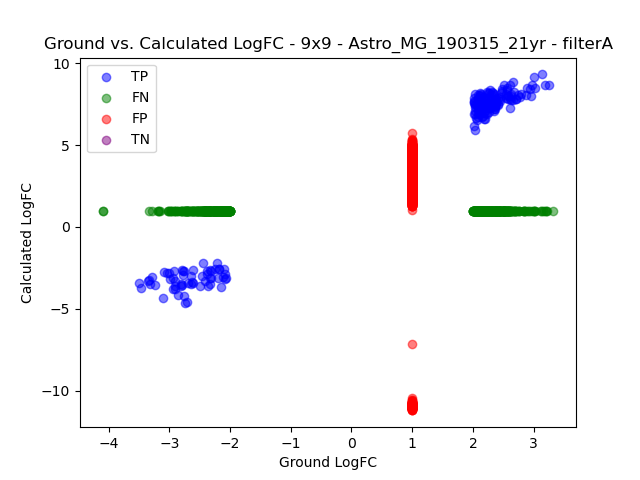 Ground vs. Calculated LogFC - 9x9 - Astro_MG_190315_21yr - filterA
TP
FN
FP
TN
10
5
0
−5
−10
Calculated LogFC
−4
−3
−2
−1
0
1
2
3
Ground LogFC